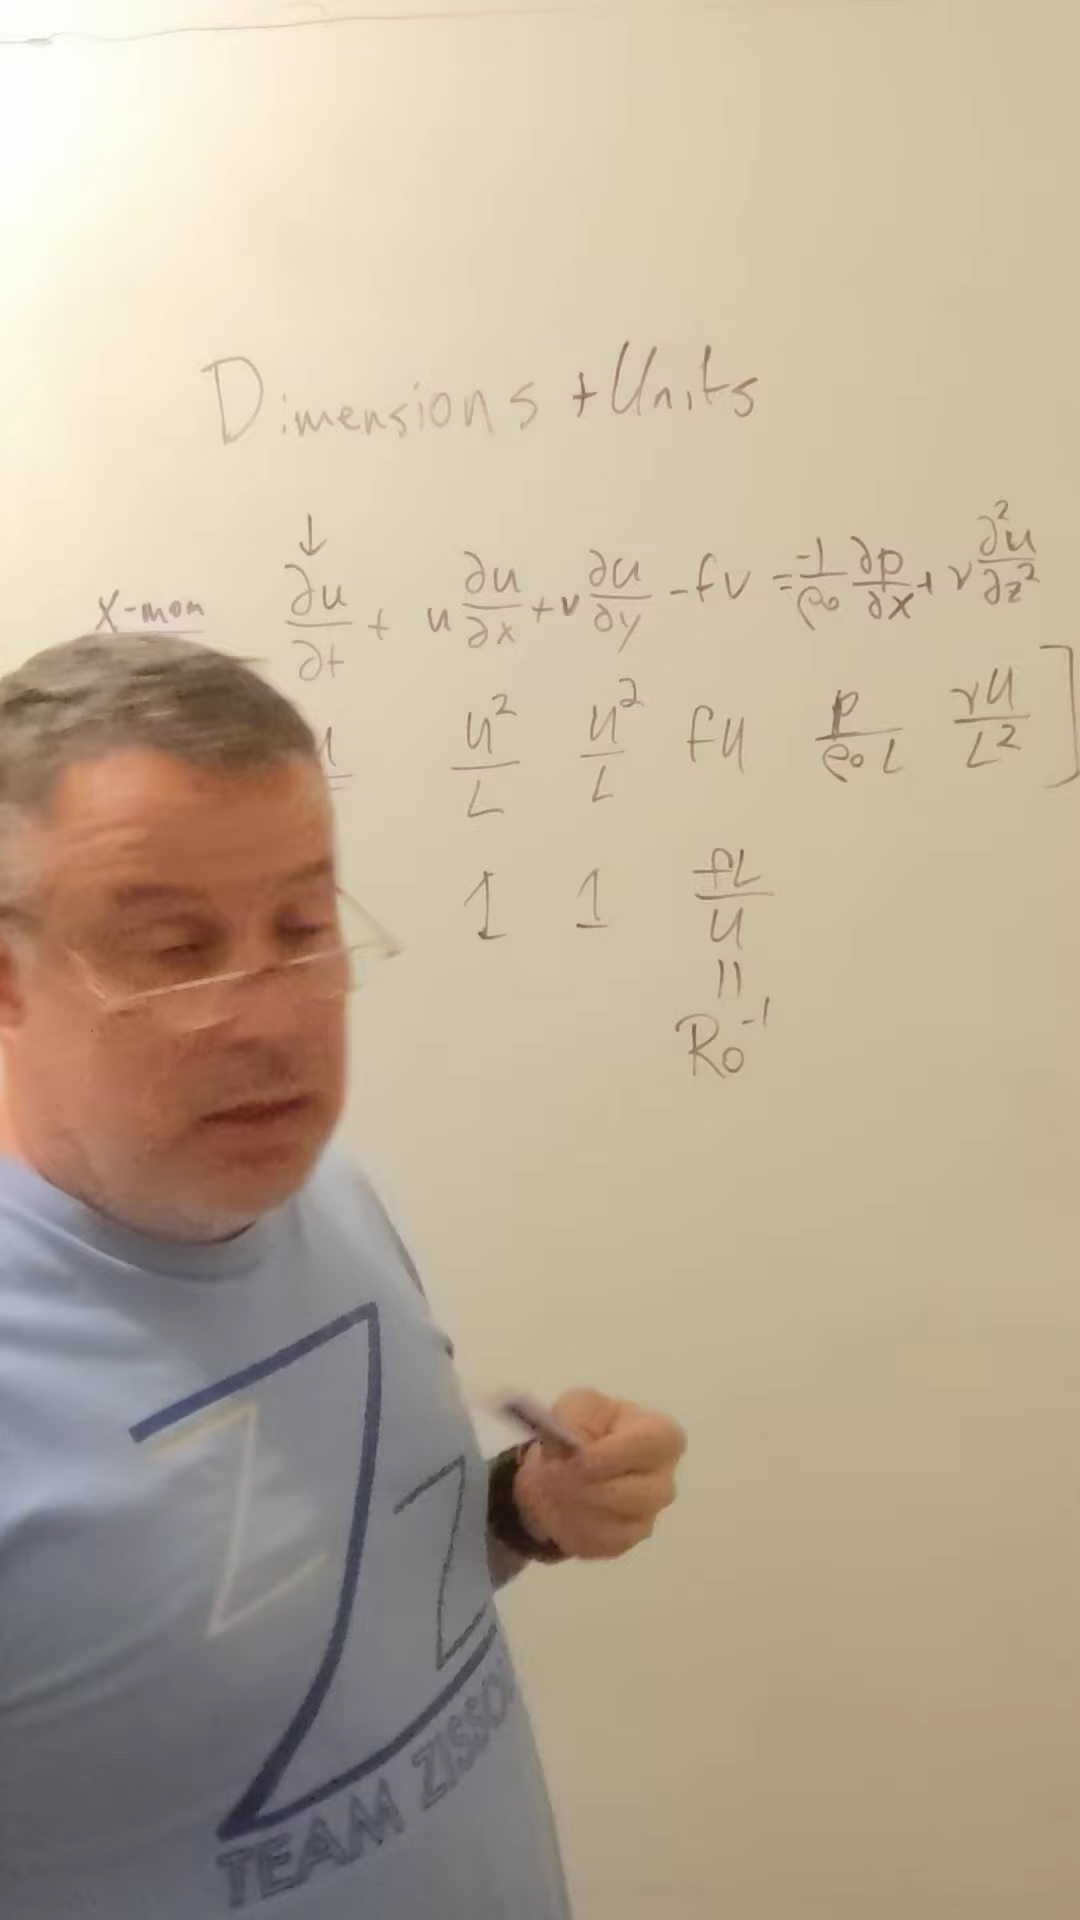 Dimensions + Units
↓
x-mom ∂u/∂t + u ∂u/∂x + v ∂u/∂y - fv = -1/ρ₀ ∂p/∂x + ν ∂²u/∂z²
U²/L U²/L fU P/ρ₀L νU/L² ]
1 1 fL/U
||
Ro⁻¹
TEAM ZISSO